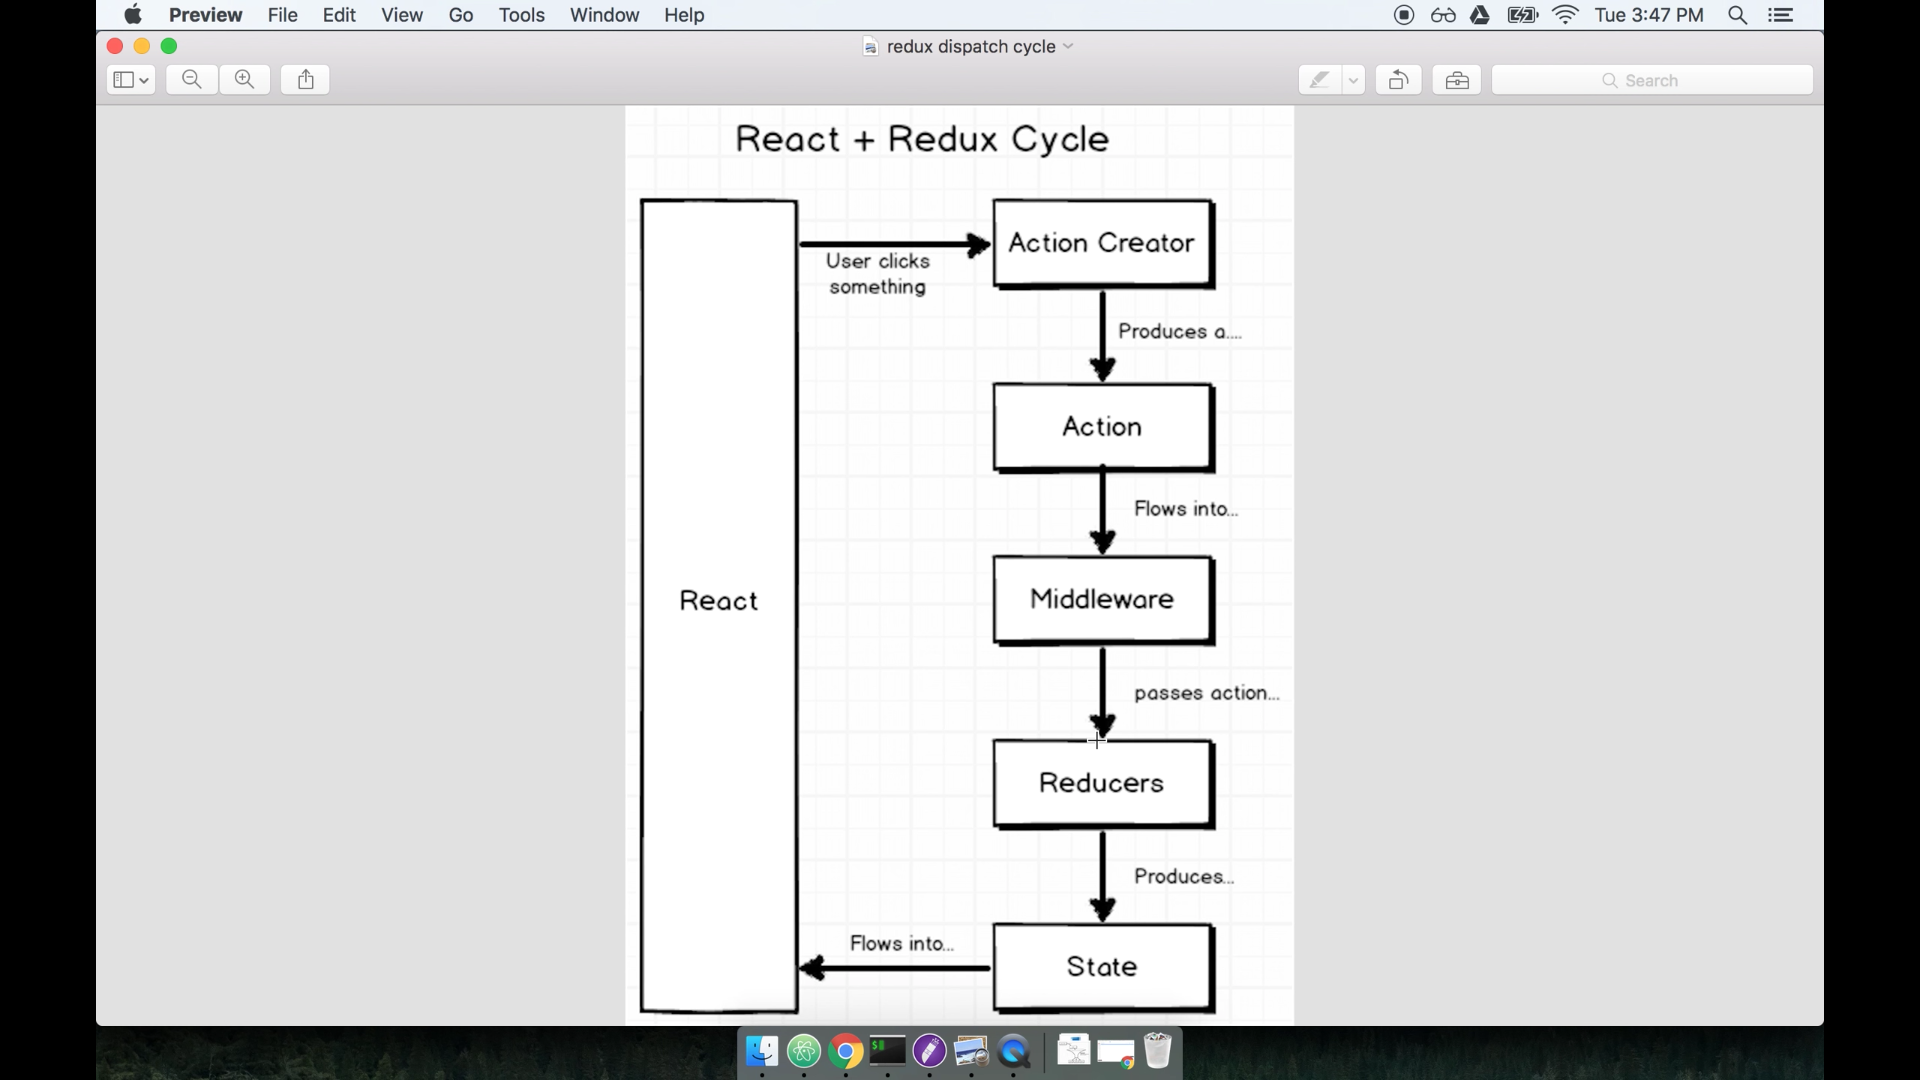 Preview File Edit View Go Tools Window Help Tue 3:47 PM
redux dispatch cycle
Search
React + Redux Cycle
Action Creator
User clicks
something
Produces a....
Action
Flows into...
Middleware
React
passes action...
Reducers
Produces...
Flows into...
State